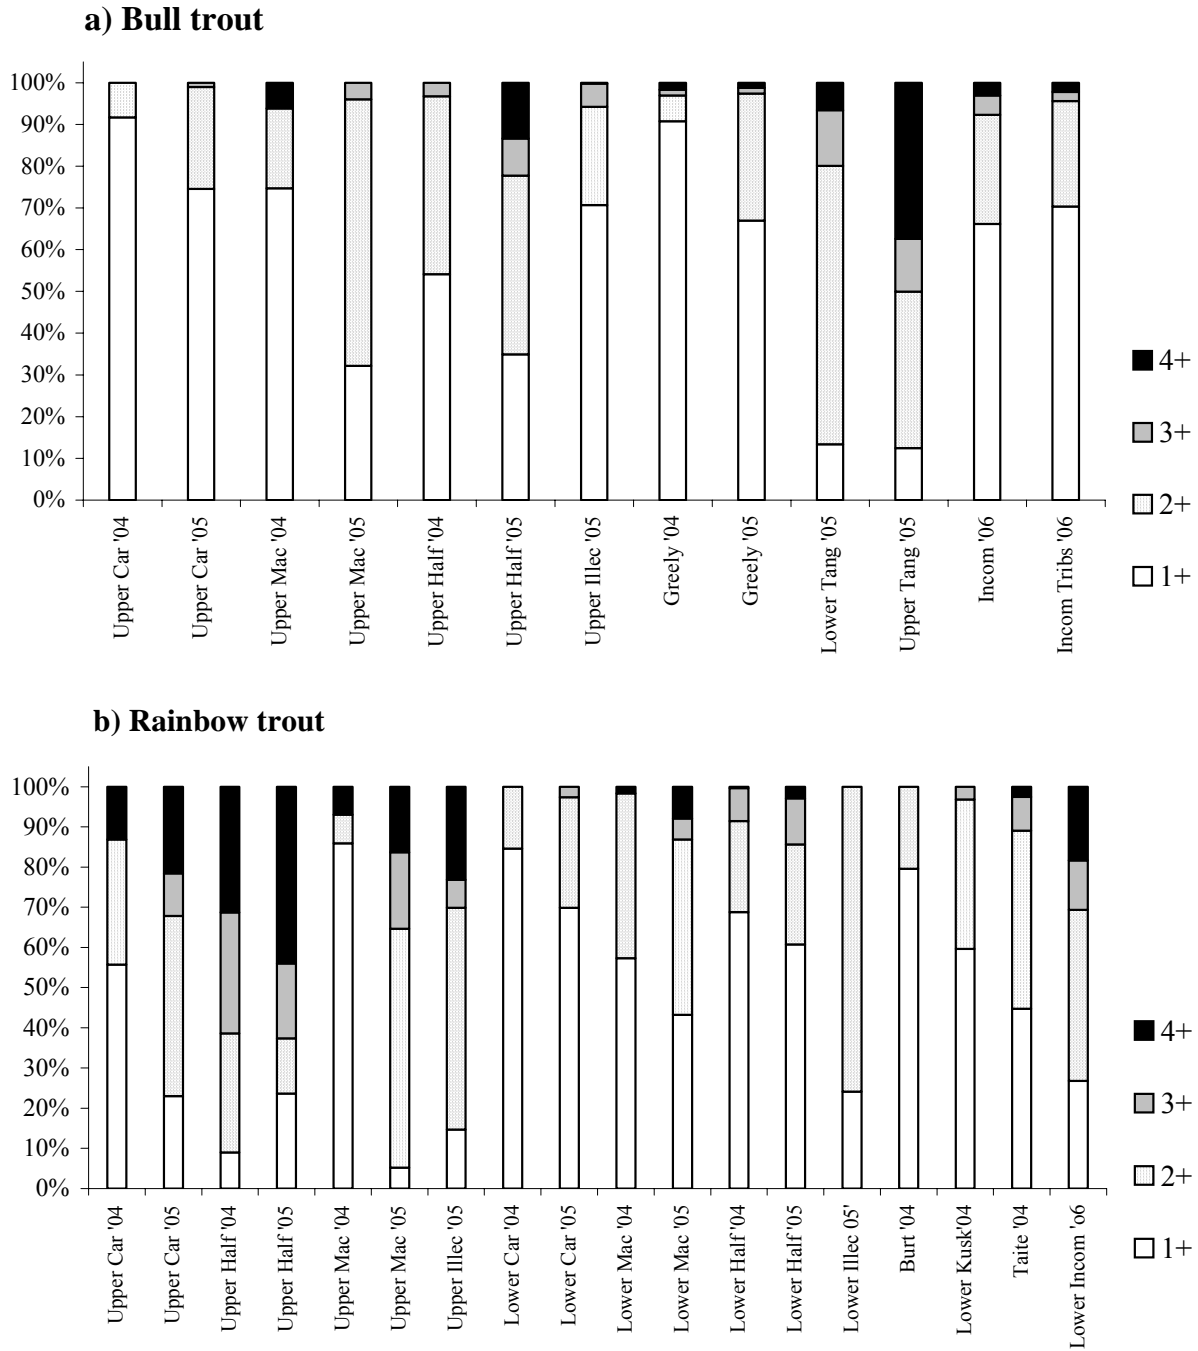 a) Bull trout
100%
90%
80%
70%
60%
50%
40%
30%
20%
10%
0%
Upper Car '04
Upper Car '05
Upper Mac '04
Upper Mac '05
Upper Half '04
Upper Half '05
Upper Illec '05
Greely '04
Greely '05
Lower Tang '05
Upper Tang '05
Incom '06
Incom Tribs '06
4+
3+
2+
1+
b) Rainbow trout
100%
90%
80%
70%
60%
50%
40%
30%
20%
10%
0%
Upper Car '04
Upper Car '05
Upper Half '04
Upper Half '05
Upper Mac '04
Upper Mac '05
Upper Illec '05
Lower Car '04
Lower Car '05
Lower Mac '04
Lower Mac '05
Lower Half '04
Lower Half '05
Lower Illec 05'
Burt '04
Lower Kusk'04
Taite '04
Lower Incom 'o6
4+
3+
2+
1+